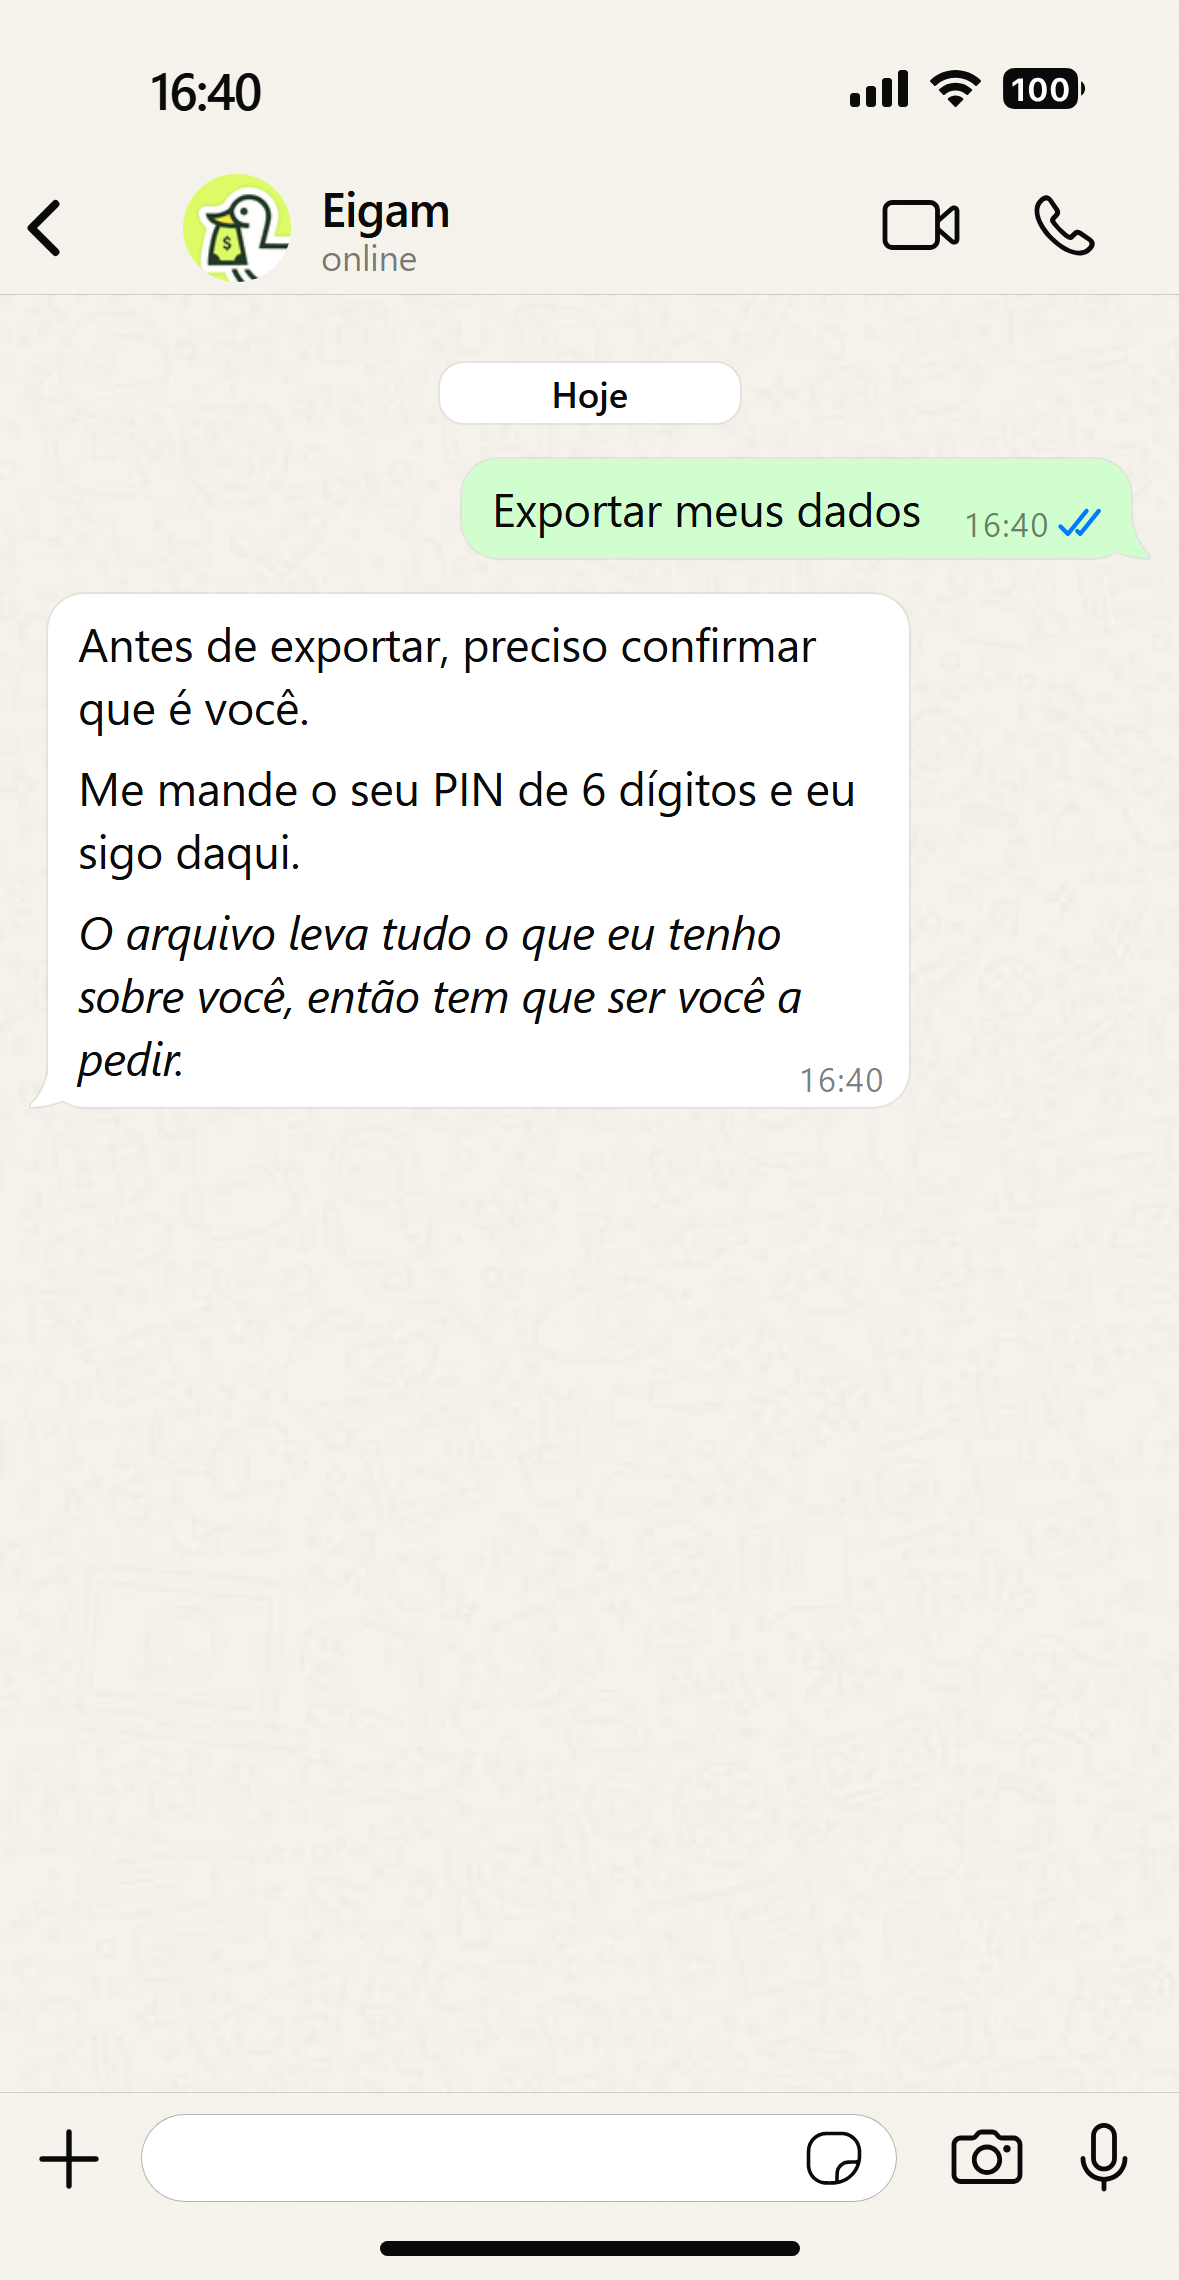 16:40
100
Eigam
online
Hoje
Exportar meus dados
16:40
Antes de exportar, preciso confirmar
que é você.
Me mande o seu PIN de 6 dígitos e eu
sigo daqui.
O arquivo leva tudo o que eu tenho
sobre você, então tem que ser você a
pedir.
16:40